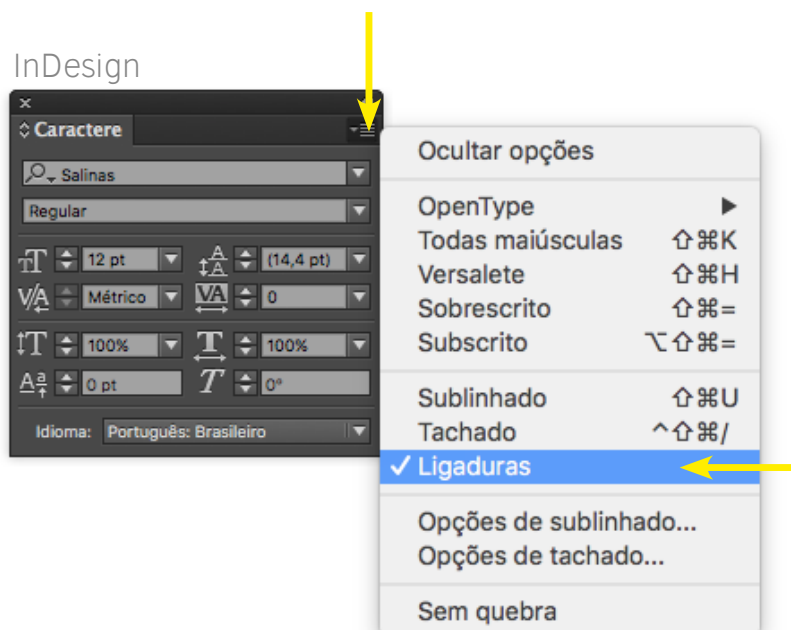 InDesign
Caractere
Salinas
Regular
12 pt (14,4 pt)
Métrico 0
100% 100%
0 pt 0°
Idioma: Português: Brasileiro
Ocultar opções
OpenType
Todas maiúsculas ⇧⌘K
Versalete ⇧⌘H
Sobrescrito ⇧⌘=
Subscrito ⌥⇧⌘=
Sublinhado ⇧⌘U
Tachado ^⇧⌘/
✓ Ligaduras
Opções de sublinhado...
Opções de tachado...
Sem quebra